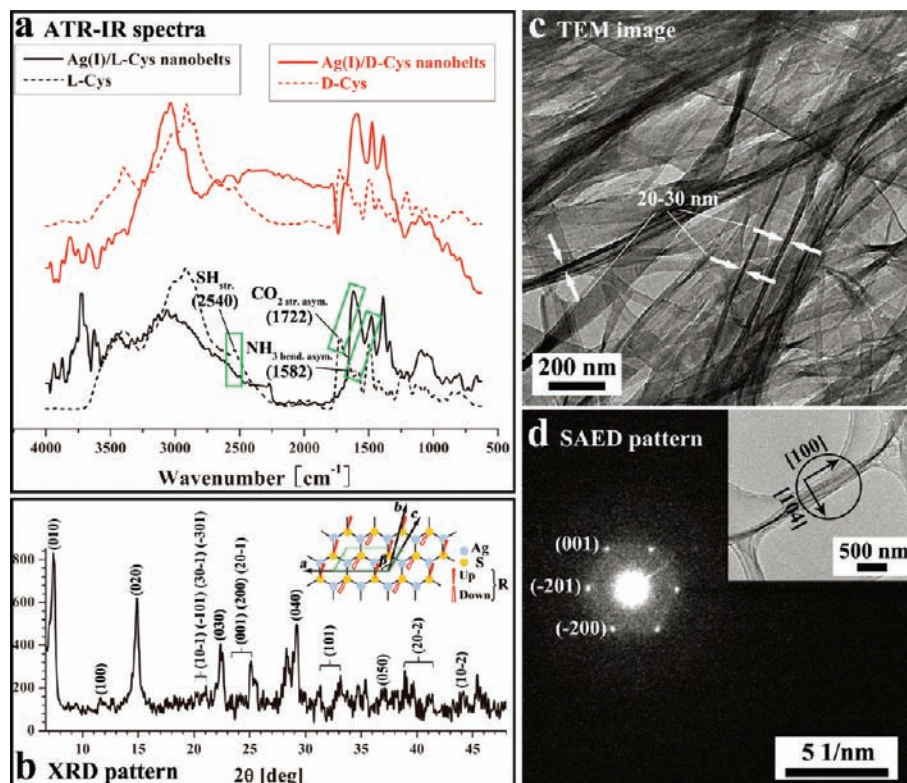 a ATR-IR spectra
Ag(I)/L-Cys nanobelts
L-Cys
Ag(I)/D-Cys nanobelts
D-Cys
SH str.
(2540)
CO2 str. asym.
(1722)
NH3 bend. asym.
(1582)
4000 3500 3000 2500 2000 1500 1000
Wavenumber [cm-1]
800
600
400
200
0
(010)
(100)
(020)
(10-1) (-101) (30-1) (-301)
(030)
(001) (200) (20-1)
(040)
(101)
(050)
(20-2)
(10-2)
a
b
c
β
Ag
S
Up
Down
R
10 15 20 25 30 35 40 45
b XRD pattern
2θ [deg]
c TEM image
20-30 nm
200 nm
d SAED pattern
[100]
[104]
500 nm
(001)
(-201)
(-200)
5 1/nm